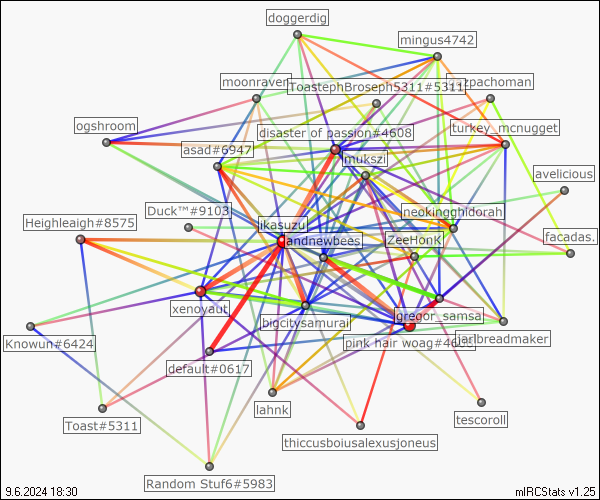 doggerdig
mingus4742
moonraven
ToastephBroseph5311#5311
zpachoman
ogshroom
disaster of passion#4608
turkey_mcnugget
asad#6947
mukszi
avelicious
Duck™#9103
neokingghidorah
Heighleaigh#8575
ikasuzu
andnewbees
ZeeHonK
facadas.
xenoyaut
bigcitysamurai
gregor_samsa
Knowun#6424
pink hair woag#4
jarlbreadmaker
default#0617
lahnk
Toast#5311
tescoroll
thiccusboiusalexusjoneus
Random Stuf6#5983
9.6.2024 18:30
mIRCStats v1.25